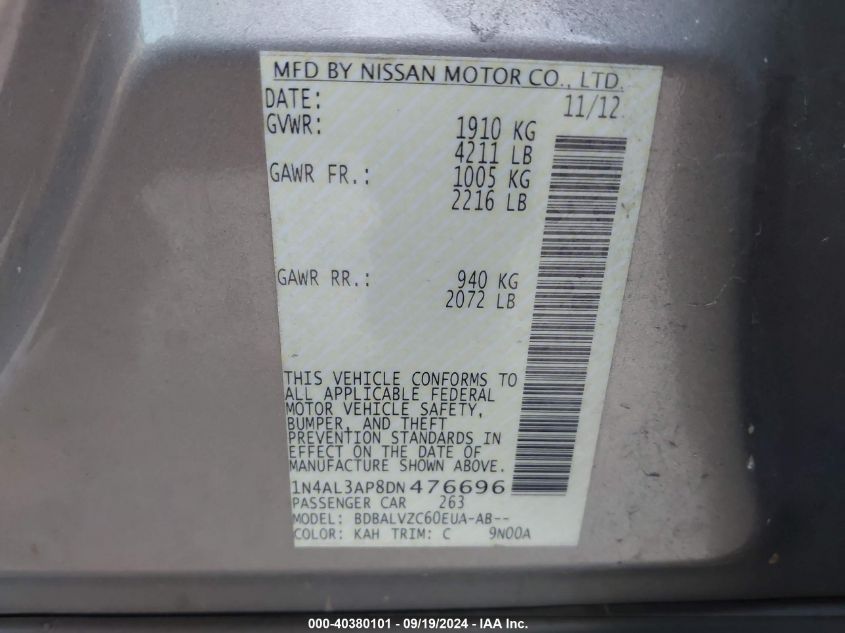 MFD BY NISSAN MOTOR CO., LTD.
DATE: 11/12
GVWR: 1910 KG
4211 LB
GAWR FR.: 1005 KG
2216 LB
GAWR RR.: 940 KG
2072 LB
THIS VEHICLE CONFORMS TO
ALL APPLICABLE FEDERAL
MOTOR VEHICLE SAFETY,
BUMPER, AND THEFT
PREVENTION STANDARDS IN
EFFECT ON THE DATE OF
MANUFACTURE SHOWN ABOVE.
1N4AL3AP8DN476696
PASSENGER CAR 263
MODEL: BDBALVZC60EUA-AB--
COLOR: KAH TRIM: C 9N00A
000-40380101 - 09/19/2024 - IAA Inc.